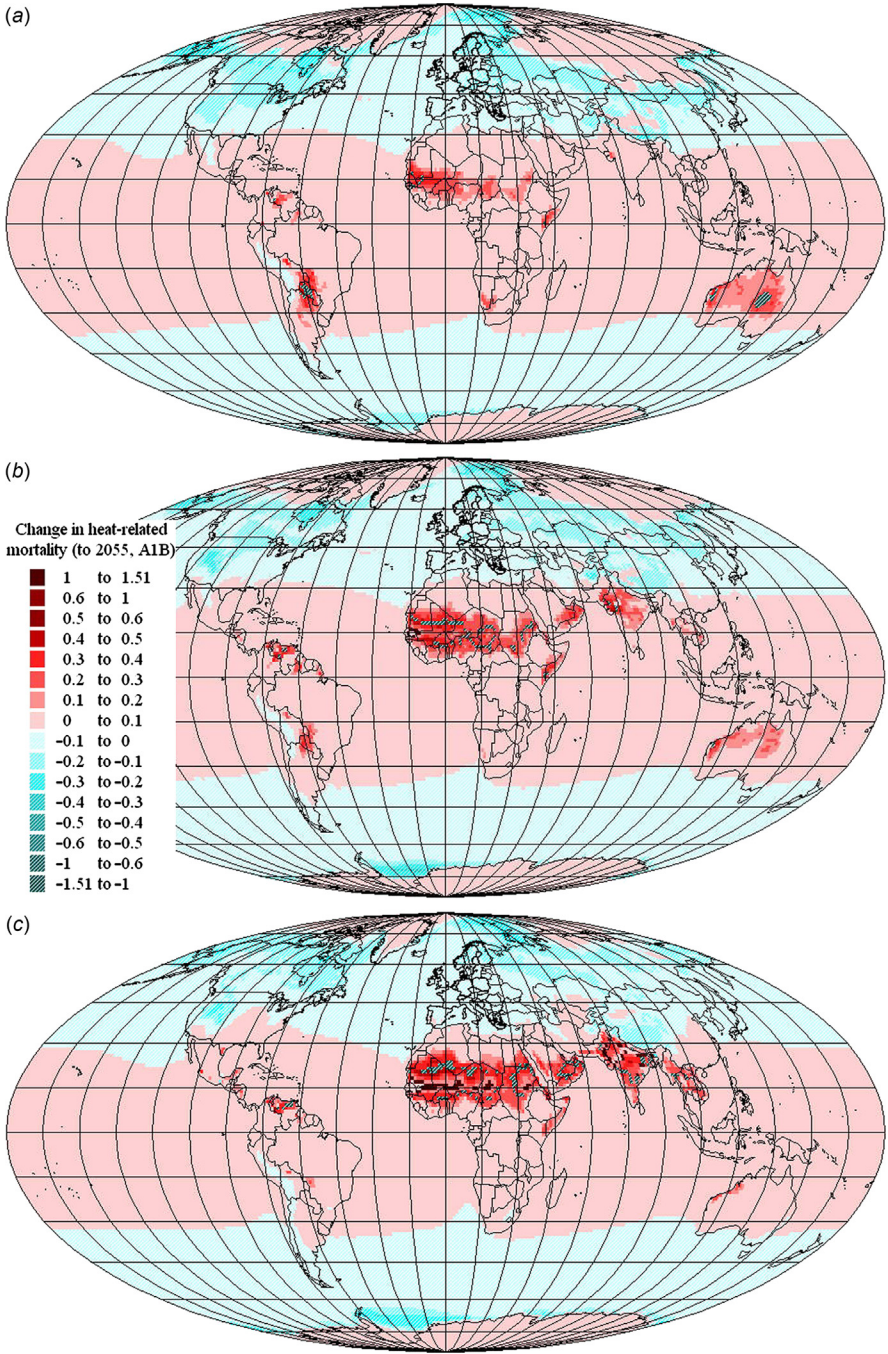 (a)
(b)
Change in heat-related
mortality (to 2055, A1B)
1 to 1.51
0.6 to 1
0.5 to 0.6
0.4 to 0.5
0.3 to 0.4
0.2 to 0.3
0.1 to 0.2
0 to 0.1
−0.1 to 0
−0.2 to −0.1
−0.3 to −0.2
−0.4 to −0.3
−0.5 to −0.4
−0.6 to −0.5
−1 to −0.6
−1.51 to −1
(c)